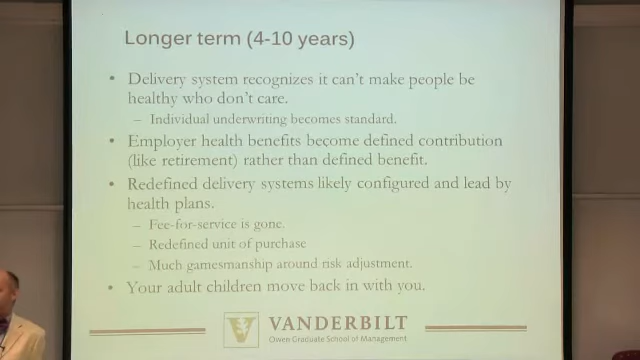 Longer term (4-10 years)
• Delivery system recognizes it can't make people be
healthy who don't care.
– Individual underwriting becomes standard.
• Employer health benefits become defined contribution
(like retirement) rather than defined benefit.
• Redefined delivery systems likely configured and lead by
health plans.
– Fee-for-service is gone.
– Redefined unit of purchase
– Much gamesmanship around risk adjustment.
• Your adult children move back in with you.
V
VANDERBILT
Owen Graduate School of Management